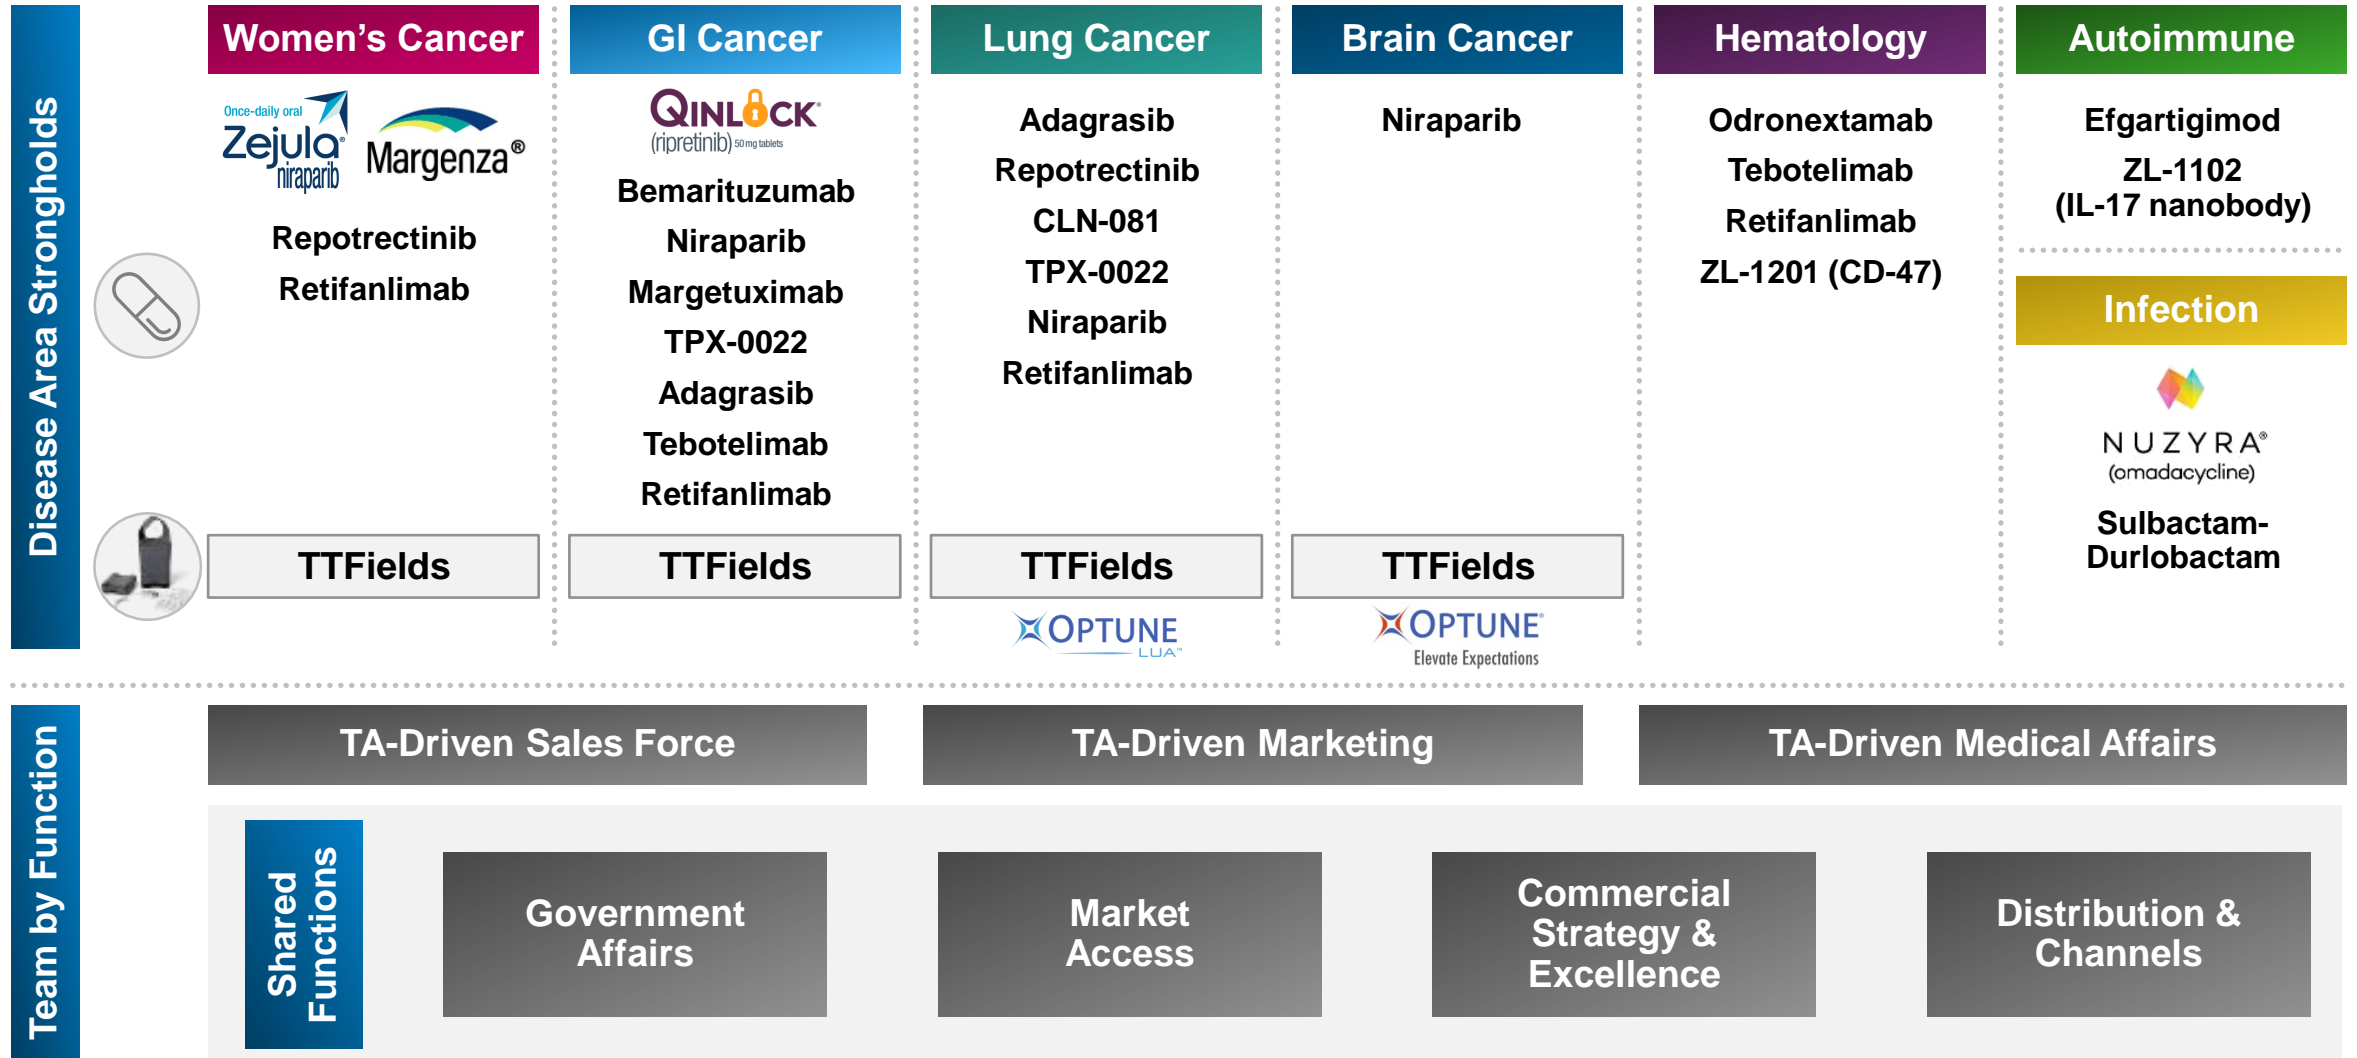 Disease Area Strongholds
Women's Cancer
Once-daily oral
Zejula®
niraparib
Margenza®
Repotrectinib
Retifanlimab
TTFields
GI Cancer
QINLOCK®
(ripretinib) 50 mg tablets
Bemarituzumab
Niraparib
Margetuximab
TPX-0022
Adagrasib
Tebotelimab
Retifanlimab
TTFields
Lung Cancer
Adagrasib
Repotrectinib
CLN-081
TPX-0022
Niraparib
Retifanlimab
TTFields
OPTUNE
LUA™
Brain Cancer
Niraparib
TTFields
OPTUNE®
Elevate Expectations
Hematology
Odronextamab
Tebotelimab
Retifanlimab
ZL-1201 (CD-47)
Autoimmune
Efgartigimod
ZL-1102
(IL-17 nanobody)
Infection
NUZYRA®
(omadacycline)
Sulbactam-
Durlobactam
Team by Function
TA-Driven Sales Force
TA-Driven Marketing
TA-Driven Medical Affairs
Shared
Functions
Government
Affairs
Market
Access
Commercial
Strategy &
Excellence
Distribution &
Channels